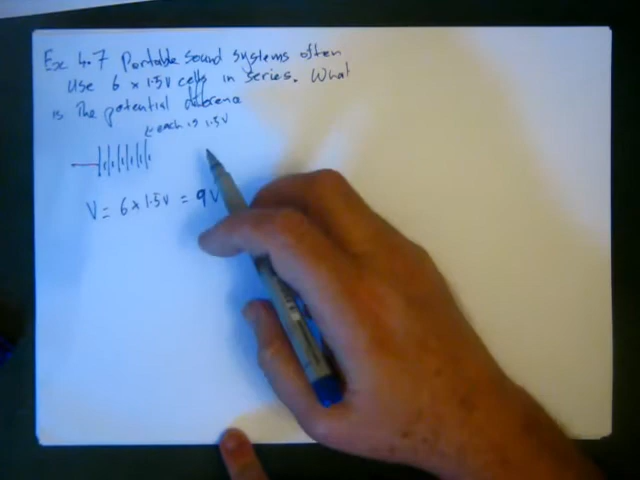 Ex 4.7 Portable sound systems often
use 6 x 1.5V cells in series. What
is the potential difference
each is 1.5V
V = 6 x 1.5V = 9V